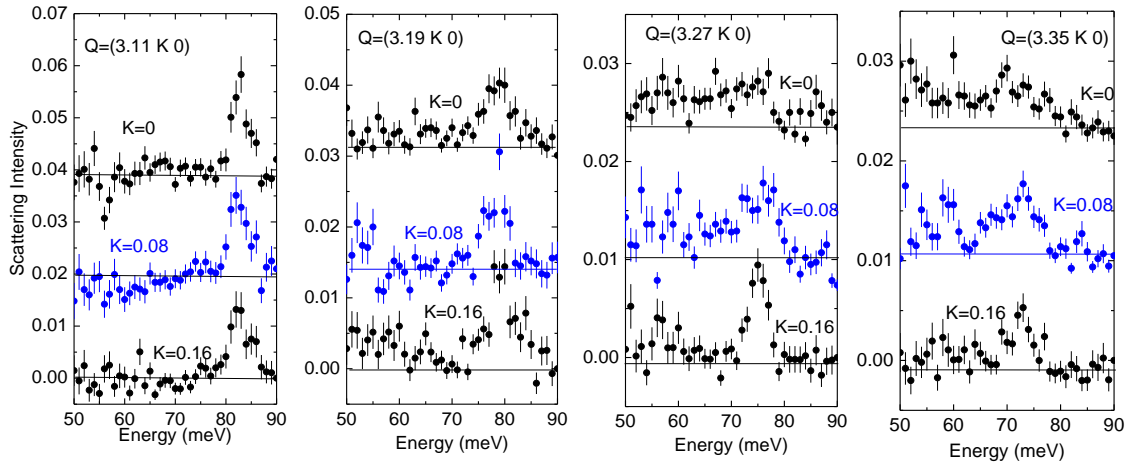 Scattering Intensity
Q=(3.11 K 0)
0.07
0.06
0.05
0.04
0.03
0.02
0.01
0.00
K=0
K=0.08
K=0.16
50 60 70 80 90
Energy (meV)
Q=(3.19 K 0)
0.05
0.04
0.03
0.02
0.01
0.00
K=0
K=0.08
K=0.16
50 60 70 80 90
Energy (meV)
Q=(3.27 K 0)
0.03
0.02
0.01
0.00
K=0
K=0.08
K=0.16
50 60 70 80 90
Energy (meV)
Q=(3.35 K 0)
0.03
0.02
0.01
0.00
K=0
K=0.08
K=0.16
50 60 70 80 90
Energy (meV)